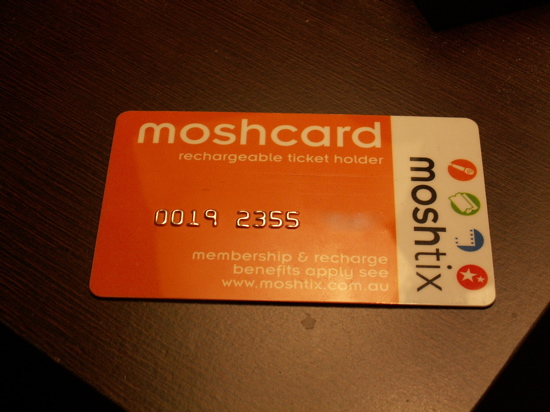 moshcard
rechargeable ticket holder
0019 2355
membership & recharge
benefits apply see
www.moshtix.com.au
moshtix